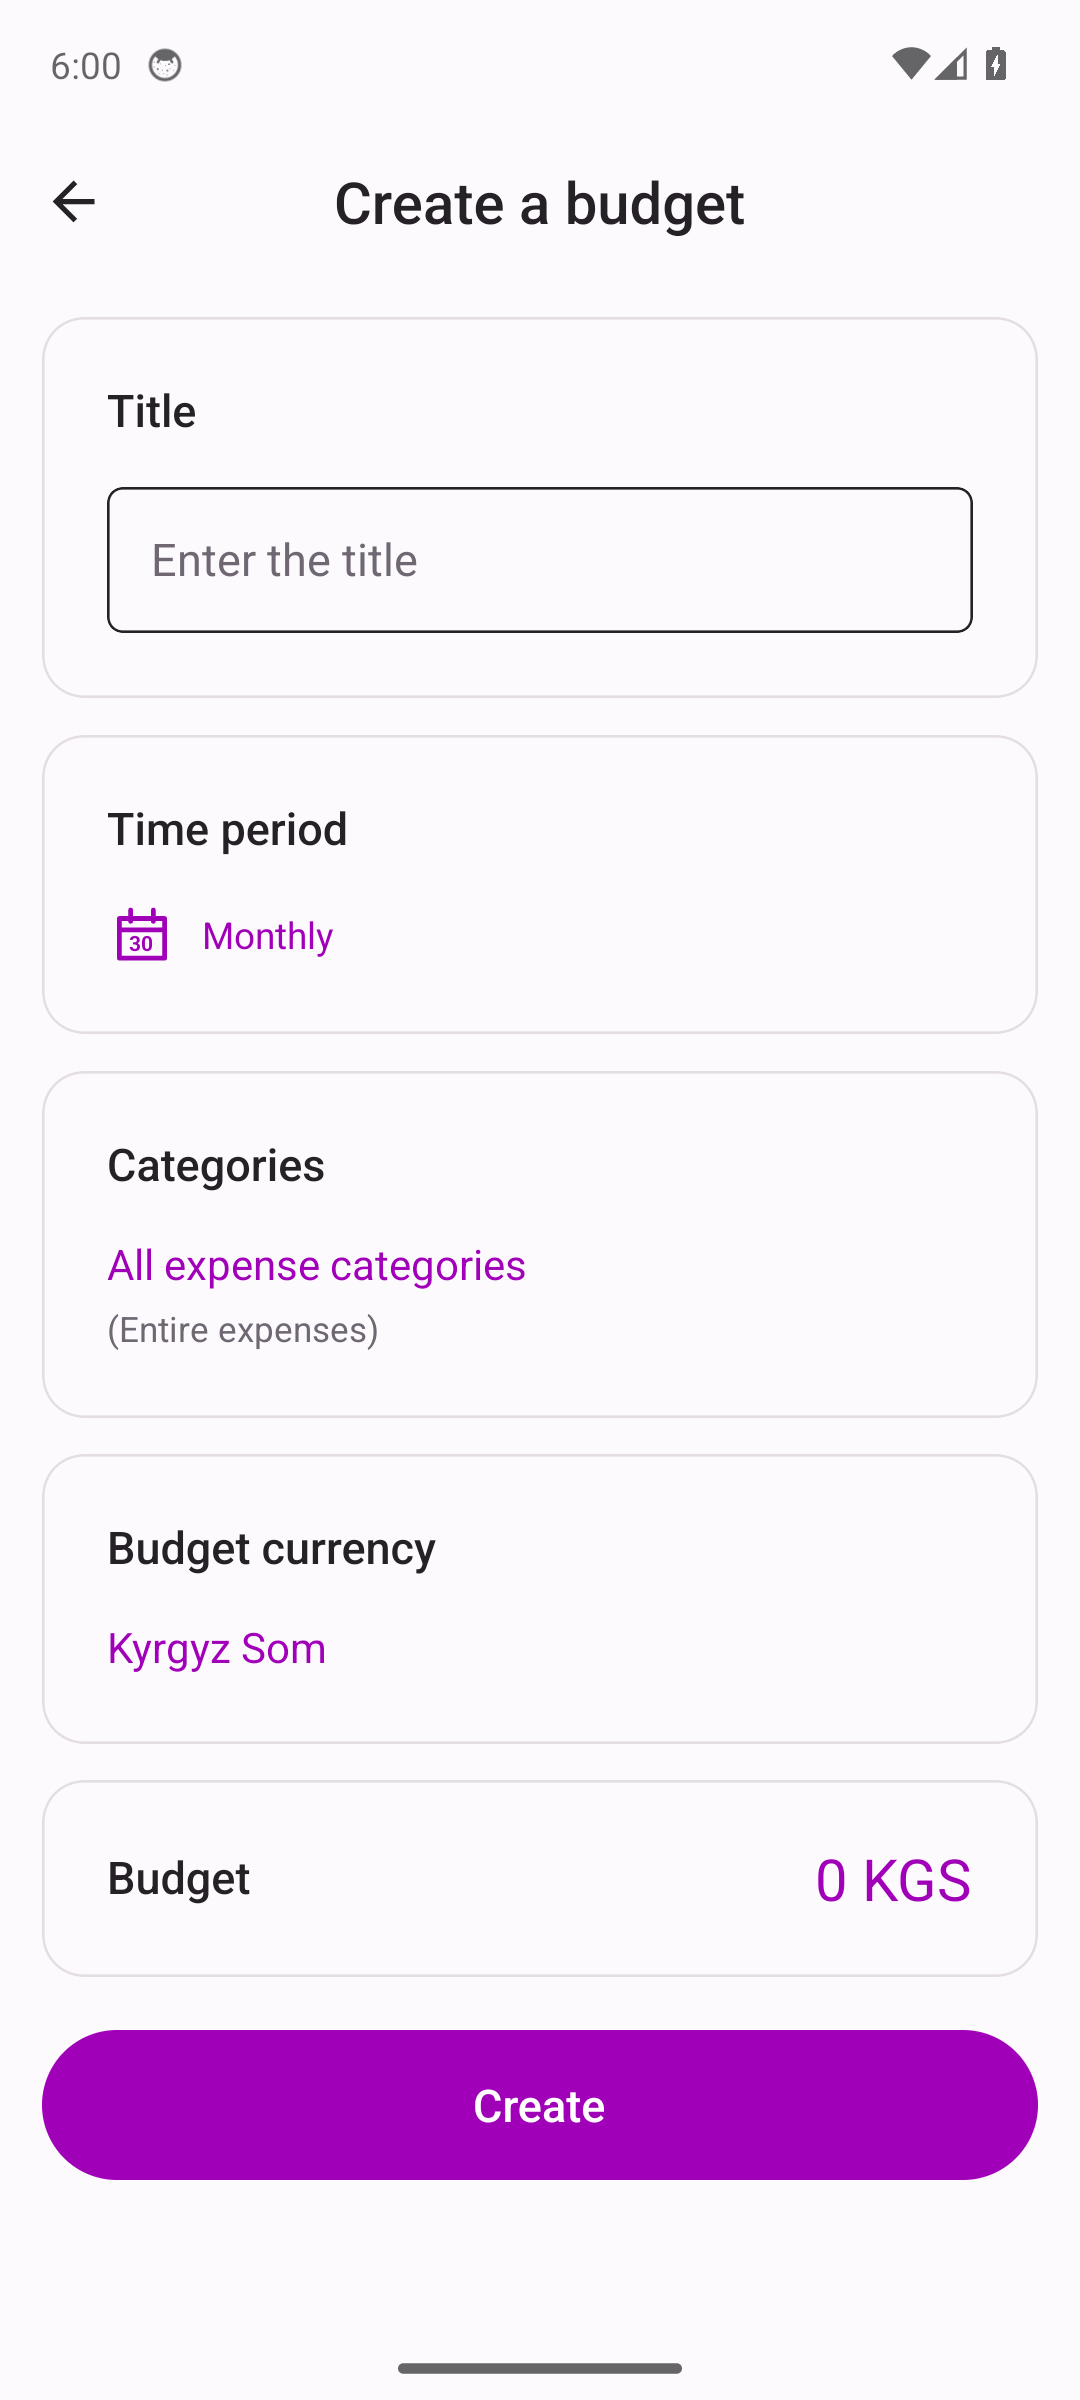 6:00
Create a budget
Title
Enter the title
Time period
30 Monthly
Categories
All expense categories
(Entire expenses)
Budget currency
Kyrgyz Som
Budget 0 KGS
Create